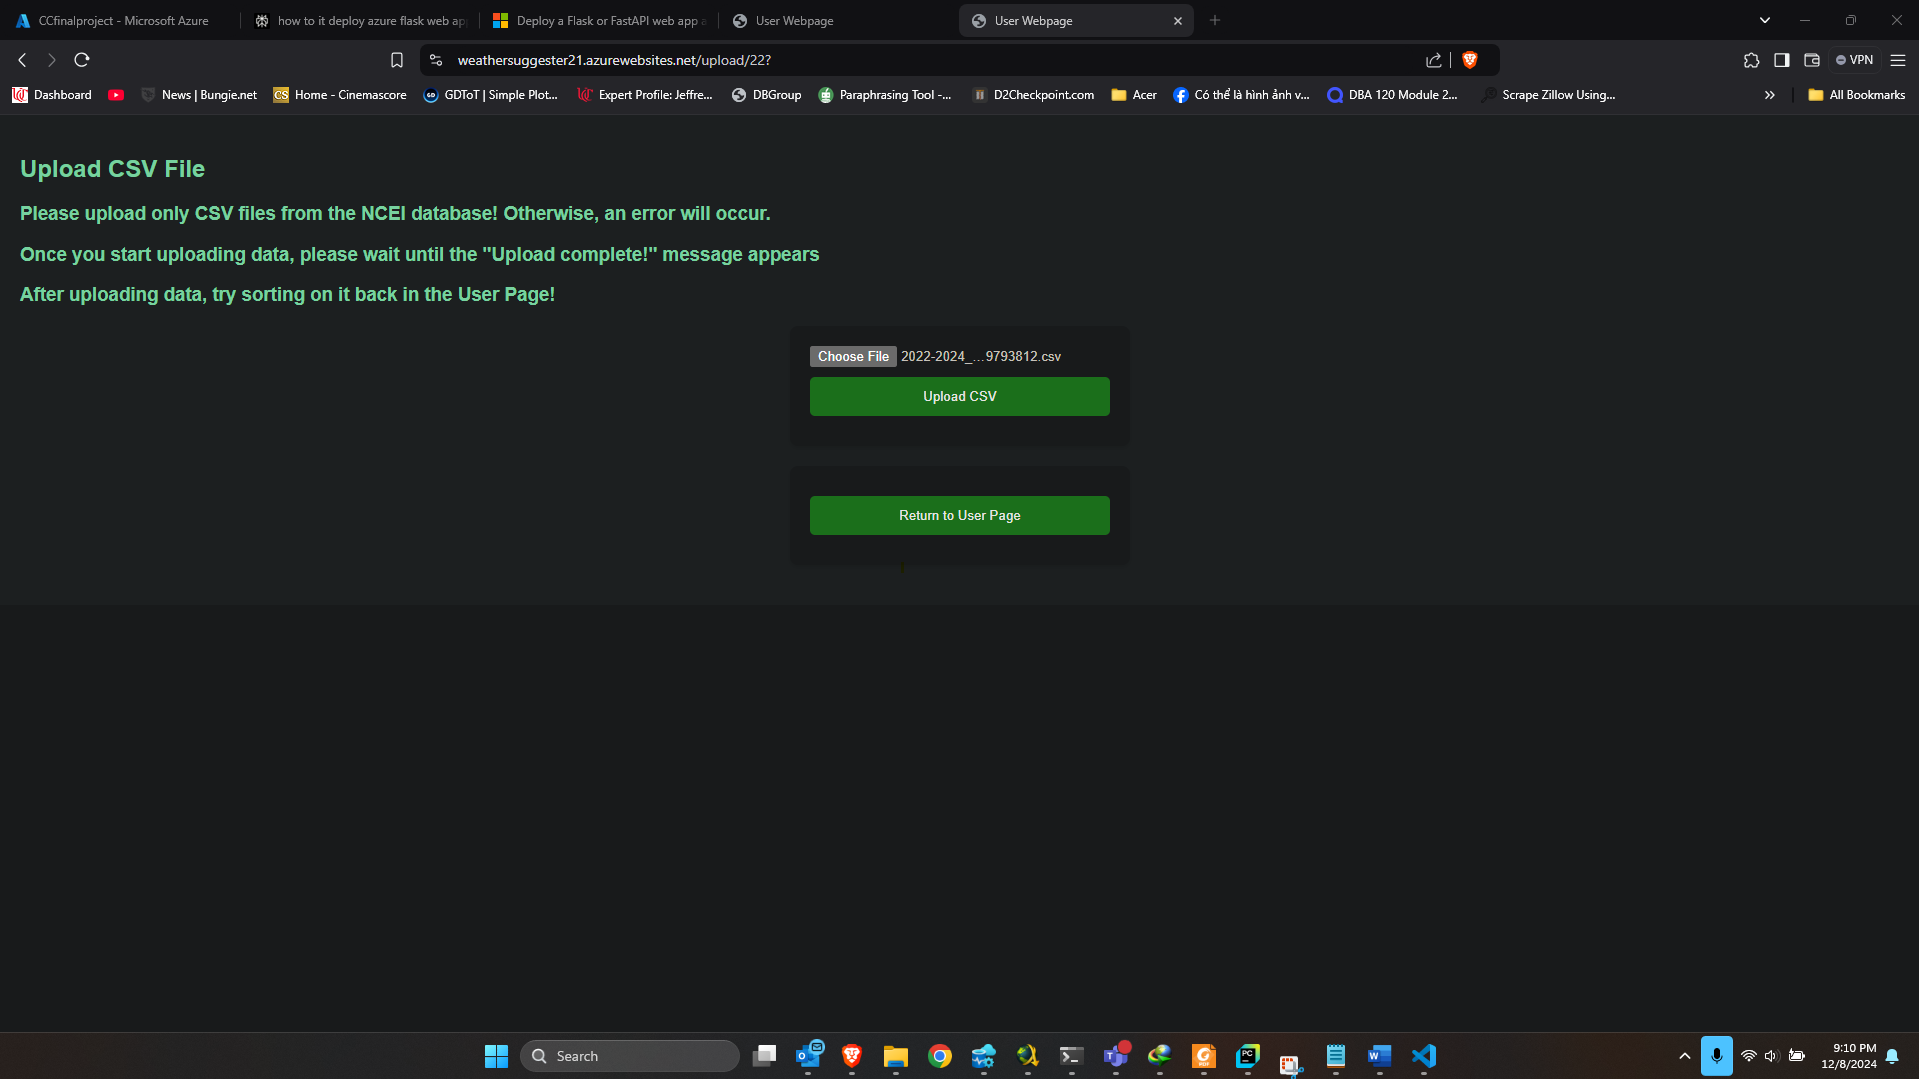 CCfinalproject - Microsoft Azure
how to it deploy azure flask web ap
Deploy a Flask or FastAPI web app a
User Webpage
User Webpage
weathersuggester21.azurewebsites.net/upload/22?
VPN
Dashboard
News | Bungie.net
CS Home - Cinemascore
GD GDToT | Simple Plot...
Expert Profile: Jeffre...
DBGroup
Paraphrasing Tool -...
D2Checkpoint.com
Acer
Có thể là hình ảnh v...
DBA 120 Module 2...
Scrape Zillow Using...
All Bookmarks
Upload CSV File
Please upload only CSV files from the NCEI database! Otherwise, an error will occur.
Once you start uploading data, please wait until the "Upload complete!" message appears
After uploading data, try sorting on it back in the User Page!
Choose File 2022-2024_...9793812.csv
Upload CSV
Return to User Page
Search
9:10 PM
12/8/2024